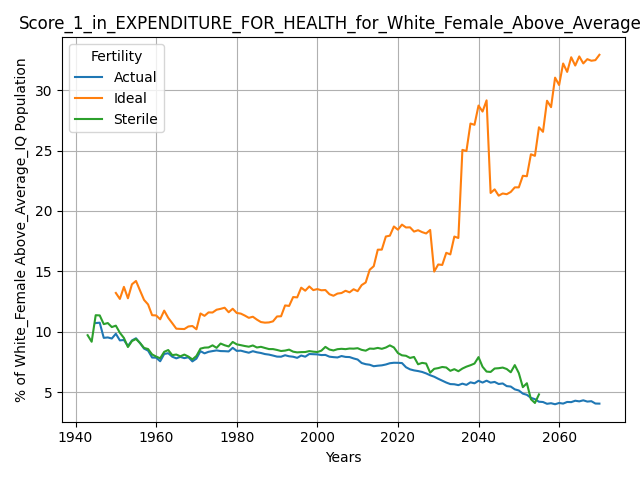 Score_1_in_EXPENDITURE_FOR_HEALTH_for_White_Female_Above_Average
% of White_Female Above_Average_IQ Population
Fertility
Actual
Ideal
Sterile
30
25
20
15
10
5
1940 1960 1980 2000 2020 2040 2060
Years